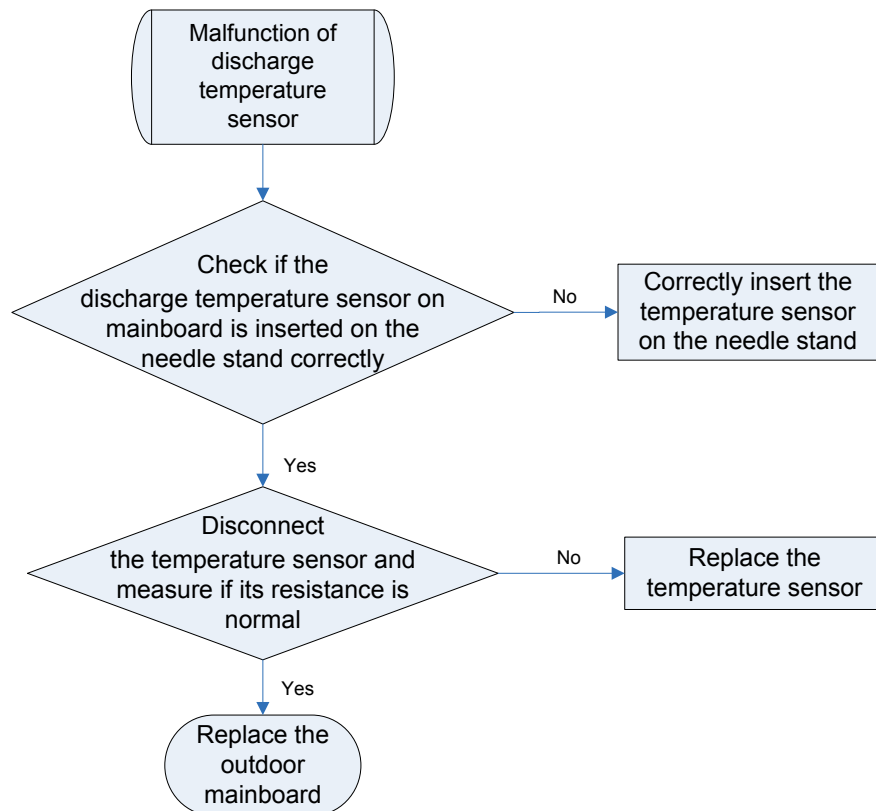 Malfunction of
discharge
temperature
sensor
Check if the
discharge temperature sensor on
mainboard is inserted on the
needle stand correctly
No
Correctly insert the
temperature sensor
on the needle stand
Yes
Disconnect
the temperature sensor and
measure if its resistance is
normal
No
Replace the
temperature sensor
Yes
Replace the
outdoor
mainboard